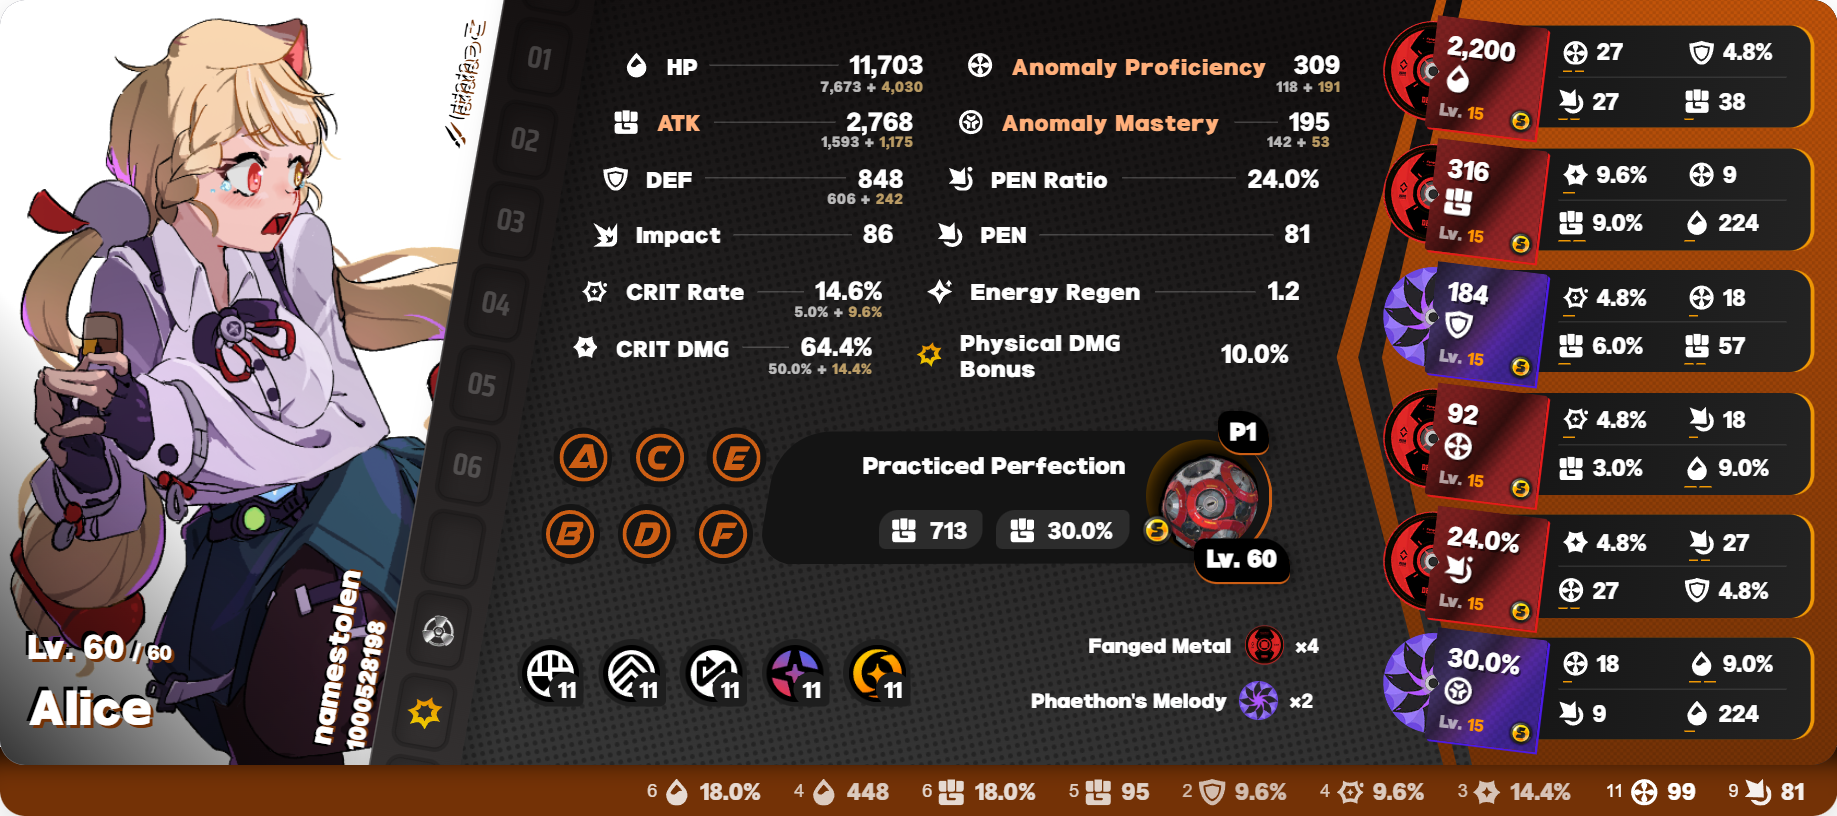 01
02
03
04
05
06
HP 11,703
7,673 + 4,030
ATK 2,768
1,593 + 1,175
DEF 848
606 + 242
Impact 86
CRIT Rate 14.6%
5.0% + 9.6%
CRIT DMG 64.4%
50.0% + 14.4%
Anomaly Proficiency 309
118 + 191
Anomaly Mastery 195
142 + 53
PEN Ratio 24.0%
PEN 81
Energy Regen 1.2
Physical DMG
Bonus 10.0%
A C E
B D F
Practiced Perfection
713 30.0%
P1
S
Lv. 60
11 11 11 11 11
Fanged Metal ×4
Phaethon's Melody ×2
Lv. 60 / 60
Alice
namestolen
1000528198
2,200
Lv. 15 S
27 4.8%
27 38
316
Lv. 15 S
9.6% 9
9.0% 224
184
Lv. 15 S
4.8% 18
6.0% 57
92
Lv. 15 S
4.8% 18
3.0% 9.0%
24.0%
Lv. 15 S
4.8% 27
27 4.8%
30.0%
Lv. 15 S
18 9.0%
9 224
6 18.0% 4 448 6 18.0% 5 95 2 9.6% 4 9.6% 3 14.4% 11 99 9 81